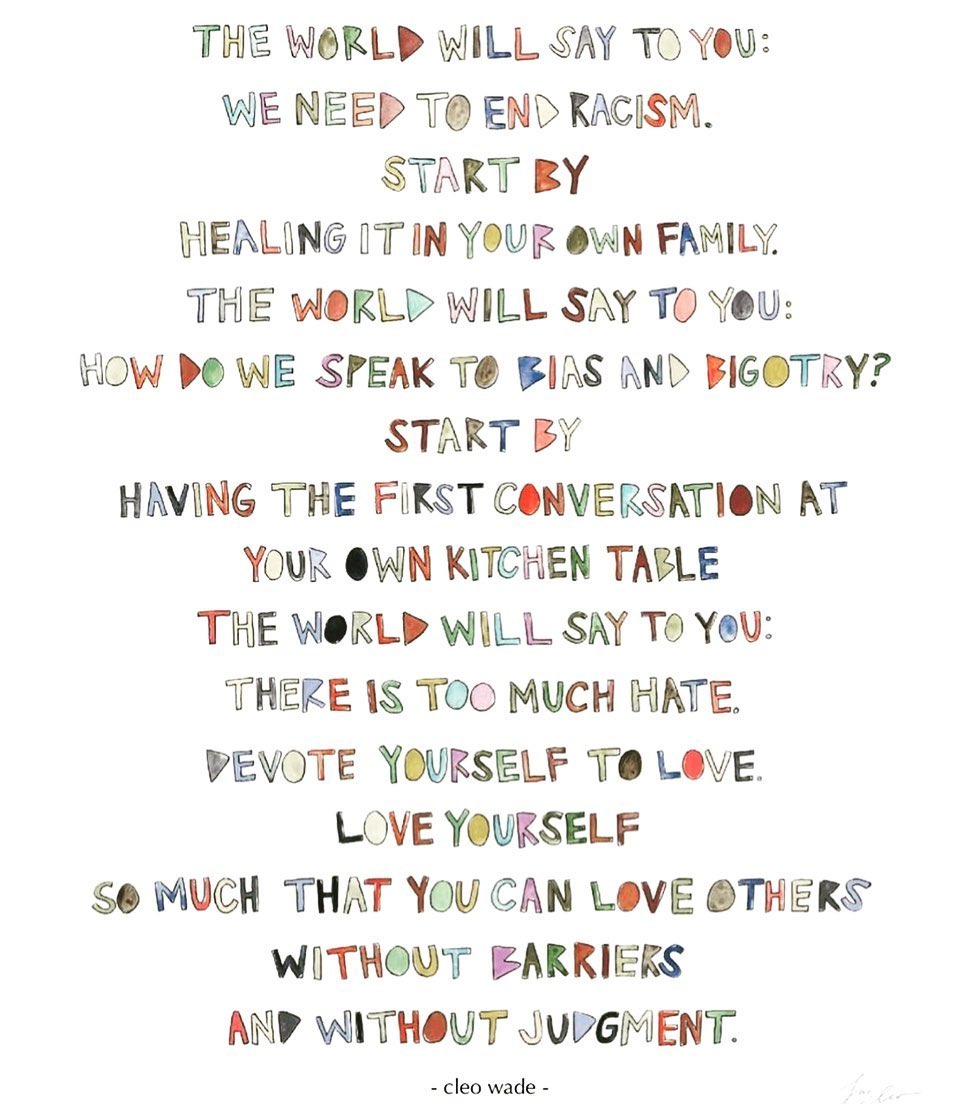 THE WORLD WILL SAY TO YOU:
WE NEED TO END RACISM.
START BY
HEALING IT IN YOUR OWN FAMILY.
THE WORLD WILL SAY TO YOU:
HOW DO WE SPEAK TO BIAS AND BIGOTRY?
START BY
HAVING THE FIRST CONVERSATION AT
YOUR OWN KITCHEN TABLE
THE WORLD WILL SAY TO YOU:
THERE IS TOO MUCH HATE.
DEVOTE YOURSELF TO LOVE.
LOVE YOURSELF
SO MUCH THAT YOU CAN LOVE OTHERS
WITHOUT BARRIERS
AND WITHOUT JUDGMENT.
- cleo wade -